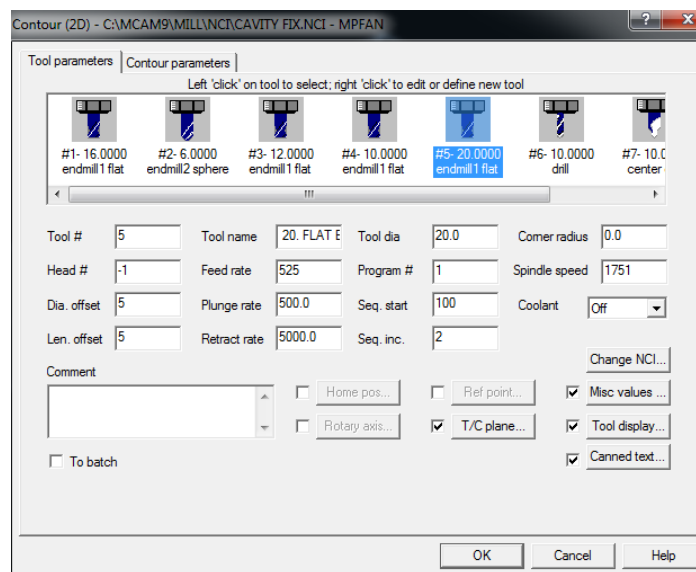 Contour (2D) - C:\MCAM9\MILL\NCI\CAVITY FIX.NCI - MPFAN
Tool parameters Contour parameters
Left 'click' on tool to select; right 'click' to edit or define new tool
#1- 16.0000 #2- 6.0000 #3- 12.0000 #4- 10.0000 #5- 20.0000 #6- 10.0000 #7- 10.0
endmill1 flat endmill2 sphere endmill1 flat endmill1 flat endmill1 flat drill center
Tool # 5 Tool name 20. FLAT E Tool dia 20.0 Corner radius 0.0
Head # -1 Feed rate 525 Program # 1 Spindle speed 1751
Dia. offset 5 Plunge rate 500.0 Seq. start 100 Coolant Off
Len. offset 5 Retract rate 5000.0 Seq. inc. 2
Change NCI...
Comment
Home pos... Ref point... Misc values ...
Rotary axis... T/C plane... Tool display...
To batch Canned text...
OK Cancel Help